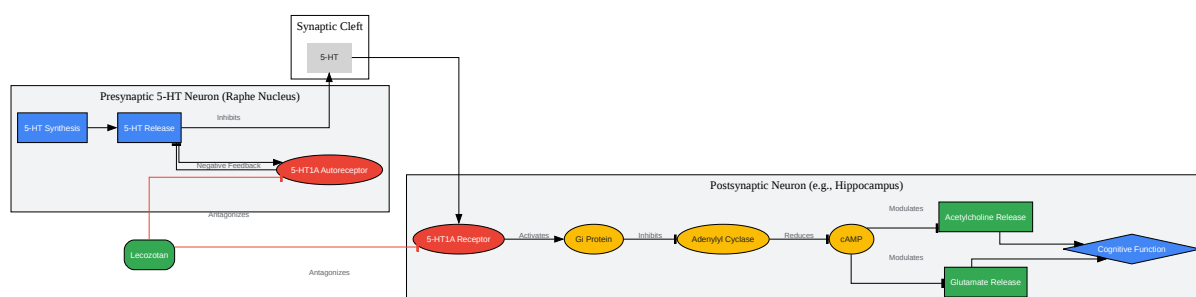 Synaptic Cleft
5-HT
Presynaptic 5-HT Neuron (Raphe Nucleus)
5-HT Synthesis
5-HT Release
Inhibits
Negative Feedback
5-HT1A Autoreceptor
Antagonizes
Lecozotan
Antagonizes
Postsynaptic Neuron (e.g., Hippocampus)
5-HT1A Receptor
Activates
Gi Protein
Inhibits
Adenylyl Cyclase
Reduces
cAMP
Modulates
Acetylcholine Release
Modulates
Glutamate Release
Cognitive Function